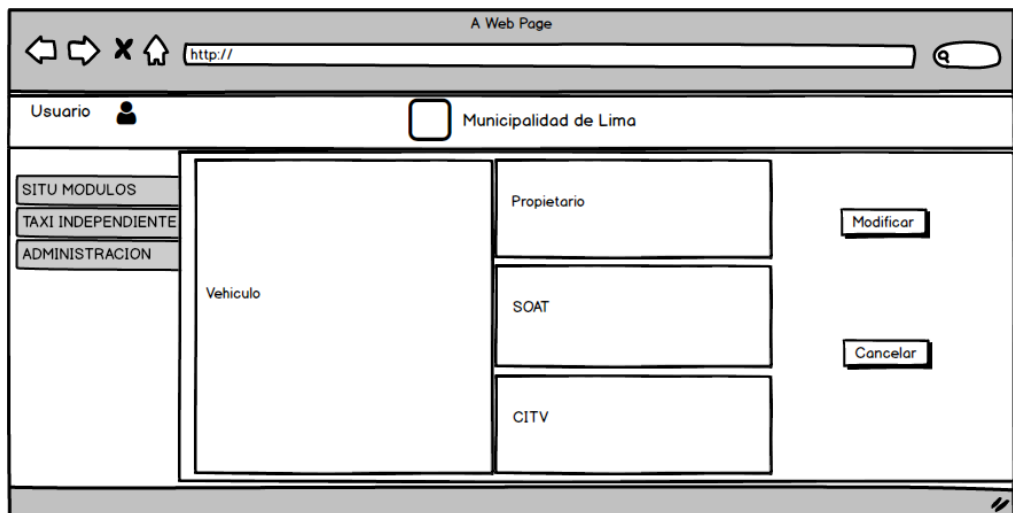 A Web Page
http://
Usuario
Municipalidad de Lima
SITU MODULOS
TAXI INDEPENDIENTE
ADMINISTRACION
Vehiculo
Propietario
SOAT
CITV
Modificar
Cancelar